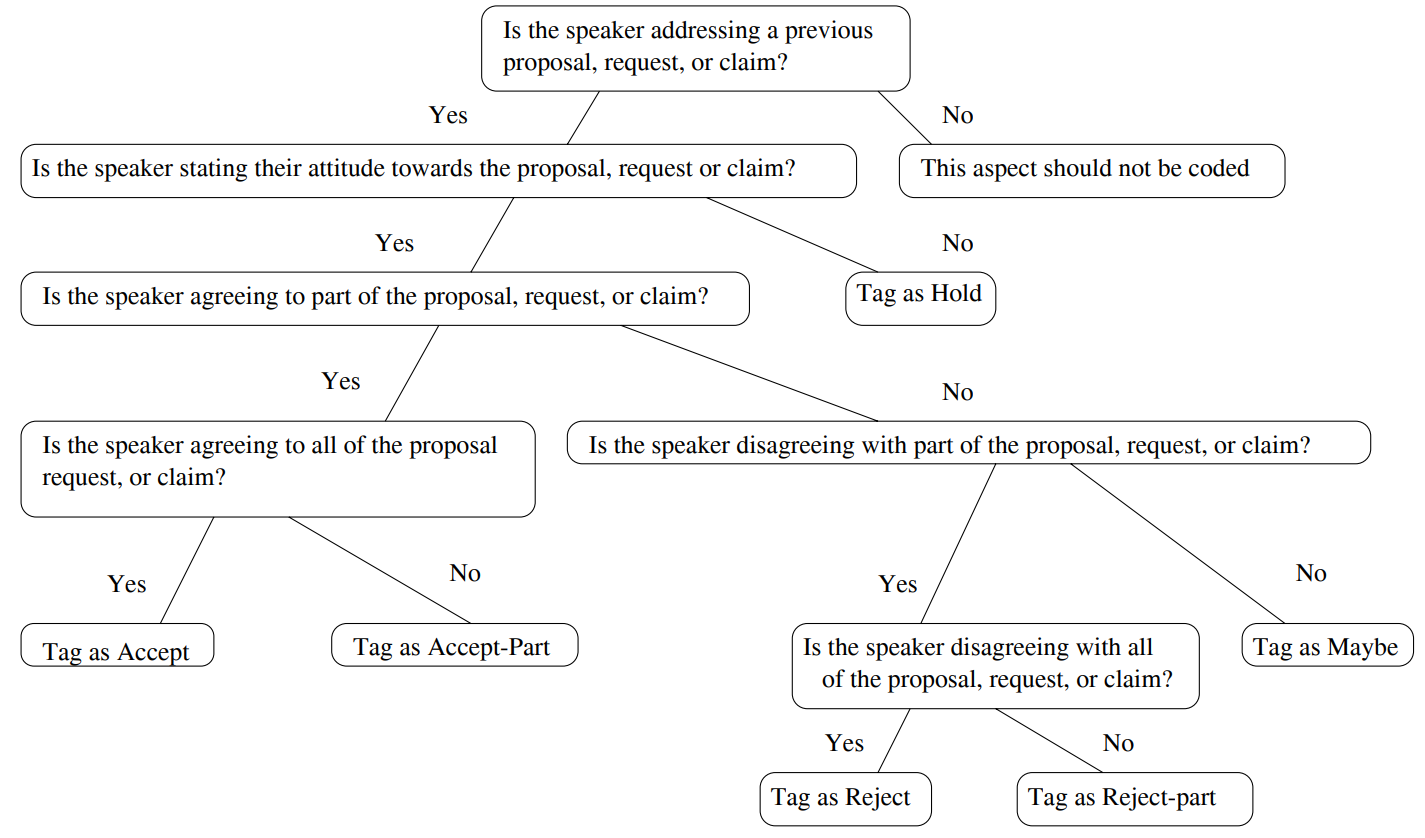 Is the speaker addressing a previous
proposal, request, or claim?
Yes
No
Is the speaker stating their attitude towards the proposal, request or claim?
This aspect should not be coded
Yes
No
Is the speaker agreeing to part of the proposal, request, or claim?
Tag as Hold
Yes
No
Is the speaker agreeing to all of the proposal
request, or claim?
Is the speaker disagreeing with part of the proposal, request, or claim?
Yes
No
Yes
No
Tag as Accept
Tag as Accept-Part
Is the speaker disagreeing with all
of the proposal, request, or claim?
Tag as Maybe
Yes
No
Tag as Reject
Tag as Reject-part